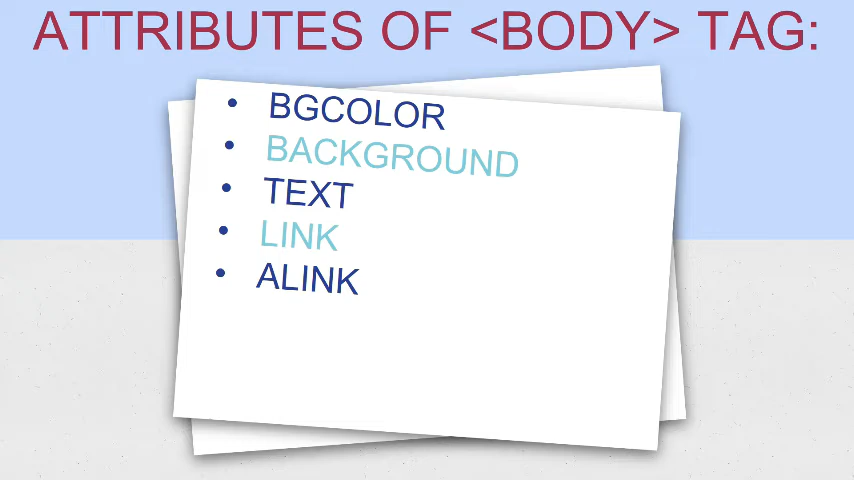 ATTRIBUTES OF <BODY> TAG:
• BGCOLOR
• BACKGROUND
• TEXT
• LINK
• ALINK